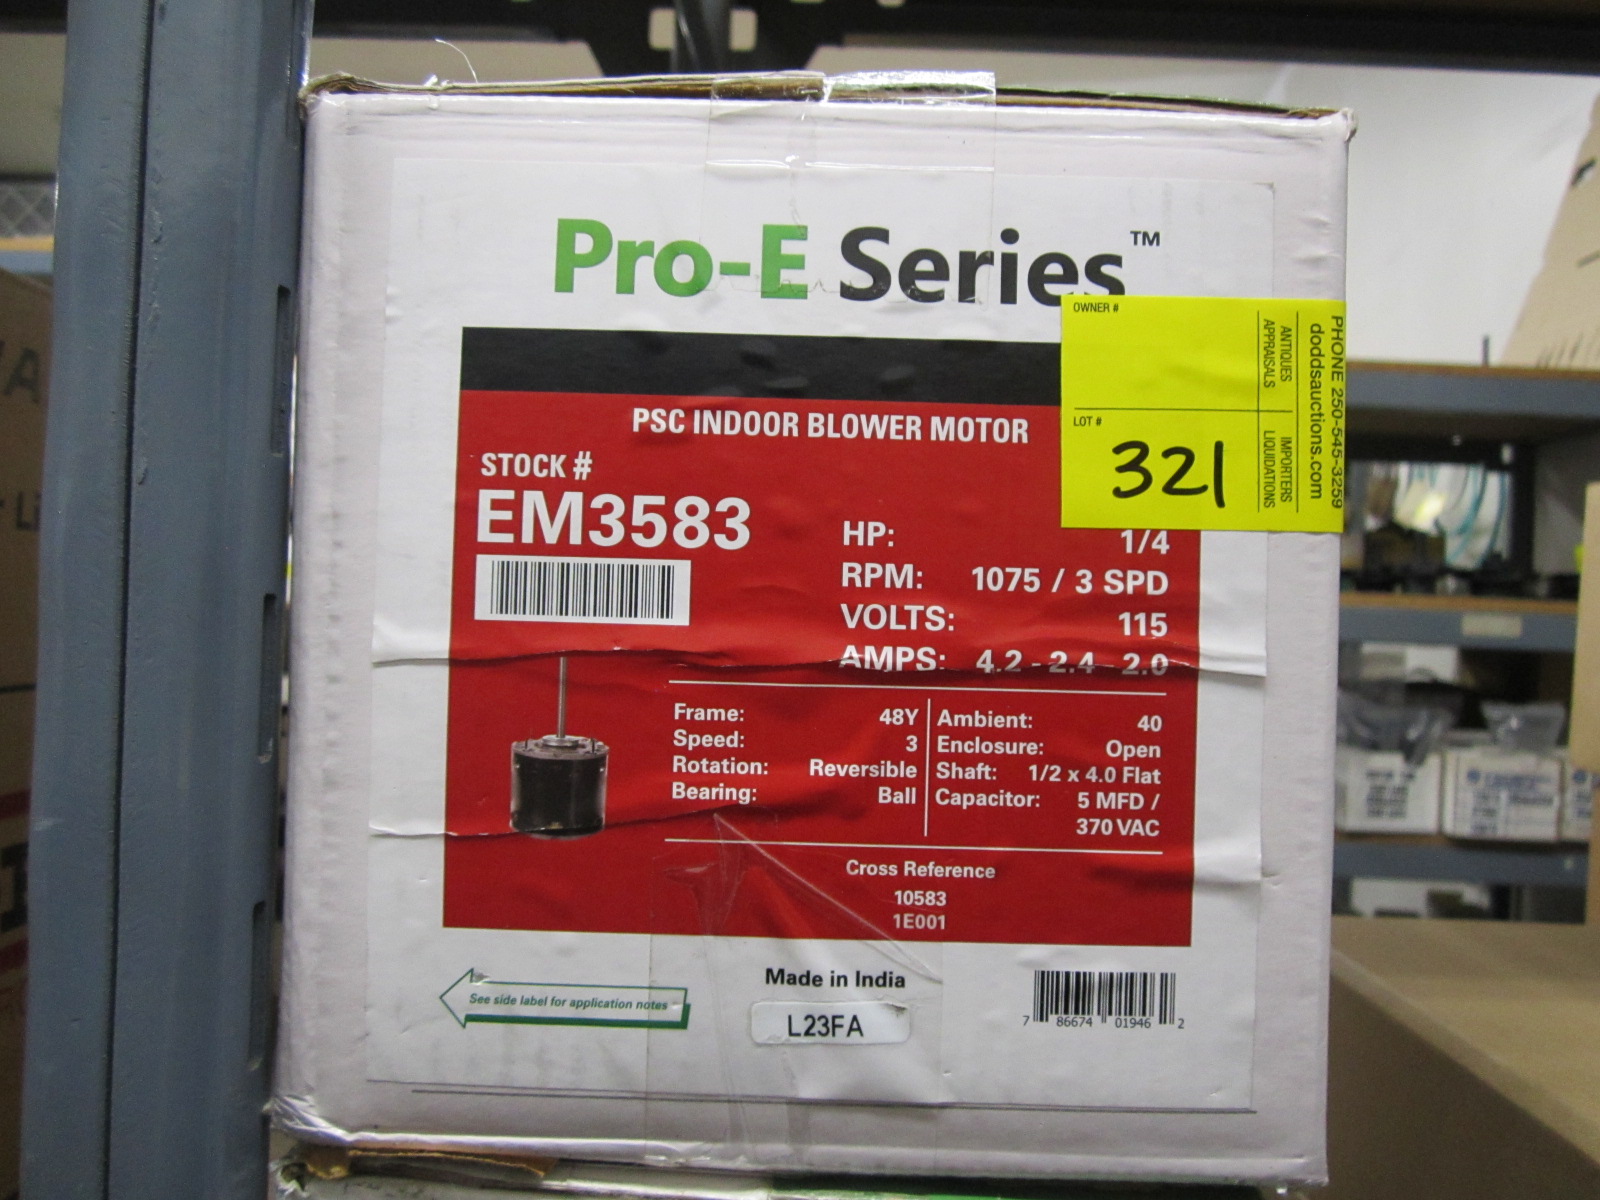 Pro-E Series™
PSC INDOOR BLOWER MOTOR
STOCK #
EM3583
HP: 1/4
RPM: 1075 / 3 SPD
VOLTS: 115
AMPS: 4.2 - 2.4 - 2.0
Frame: 48Y
Speed: 3
Rotation: Reversible
Bearing: Ball
Ambient: 40
Enclosure: Open
Shaft: 1/2 x 4.0 Flat
Capacitor: 5 MFD /
370 VAC
Cross Reference
10583
1E001
See side label for application notes
Made in India
L23FA
7 86674 01946 2
OWNER #
LOT #
321
ANTIQUES
APPRAISALS
IMPORTERS
LIQUIDATIONS
PHONE 250-545-3259
doddsauctions.com